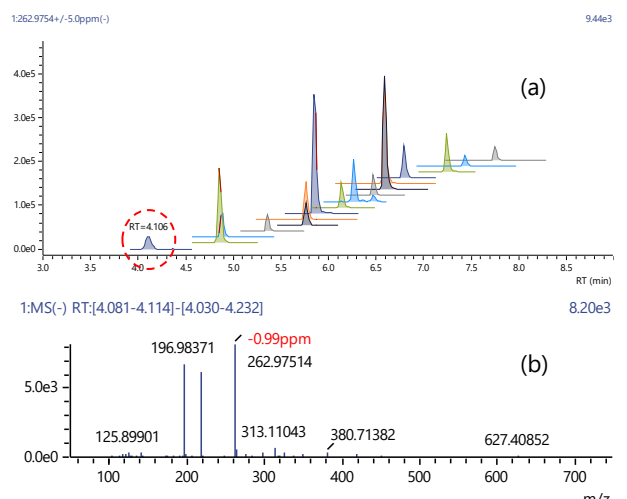 1:262.9754+/-5.0ppm(-) 9.44e3
4.0e5
(a)
3.0e5
2.0e5
1.0e5
RT=4.106
0.0e0
3.0 3.5 4.0 4.5 5.0 5.5 6.0 6.5 7.0 7.5 8.0 8.5
RT (min)
1:MS(-) RT:[4.081-4.114]-[4.030-4.232] 8.20e3
-0.99ppm
196.98371
262.97514
(b)
5.0e3
125.89901
313.11043
380.71382
627.40852
0.0e0
100 200 300 400 500 600 700
m/z